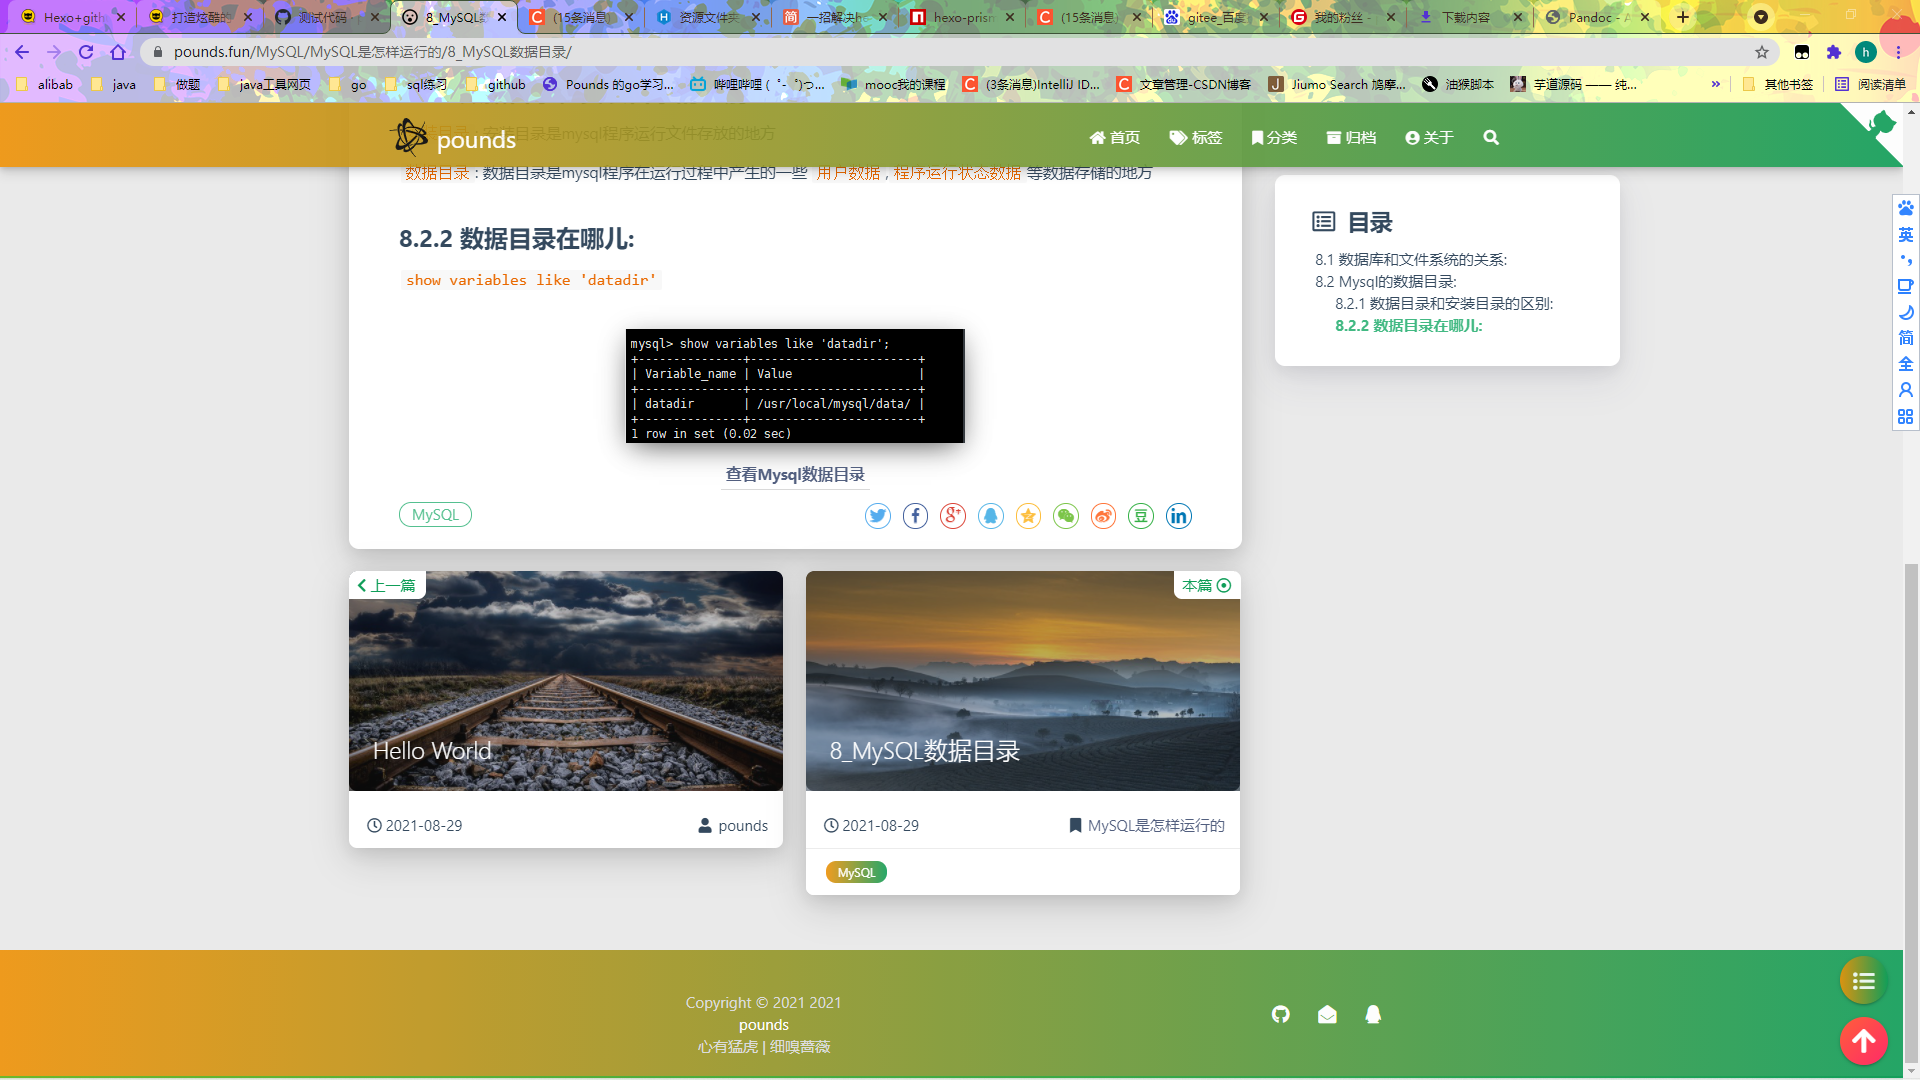 Hexo+gith
打造炫酷的
测试代码 - p
8_MySQL数
(15条消息)
资源文件夹
一招解决he
hexo-prism
(15条消息)
gitee_百度
我的粉丝 -
下载内容
Pandoc - A
pounds.fun/MySQL/MySQL是怎样运行的/8_MySQL数据目录/
h
alibab
java
做题
java工具网页
go
sql练习
github
Pounds 的go学习...
哔哩哔哩 ( ゜- ゜)つ...
mooc我的课程
(3条消息)IntelliJ ID...
文章管理-CSDN博客
Jiumo Search 鸠摩...
油猴脚本
芋道源码 —— 纯...
»
其他书签
阅读清单
pounds
首页
标签
分类
归档
关于
安装目录是mysql程序运行文件存放的地方
数据目录 : 数据目录是mysql程序在运行过程中产生的一些 用户数据 , 程序运行状态数据 等数据存储的地方
8.2.2 数据目录在哪儿:
show variables like 'datadir'
mysql> show variables like 'datadir';
+---------------+------------------------+
| Variable_name | Value                  |
+---------------+------------------------+
| datadir       | /usr/local/mysql/data/ |
+---------------+------------------------+
1 row in set (0.02 sec)
查看Mysql数据目录
MySQL
豆
目录
8.1 数据库和文件系统的关系:
8.2 Mysql的数据目录:
8.2.1 数据目录和安装目录的区别:
8.2.2 数据目录在哪儿:
英
简
全
上一篇
Hello World
2021-08-29
pounds
本篇
8_MySQL数据目录
2021-08-29
MySQL是怎样运行的
MySQL
Copyright © 2021 2021
pounds
心有猛虎 | 细嗅蔷薇